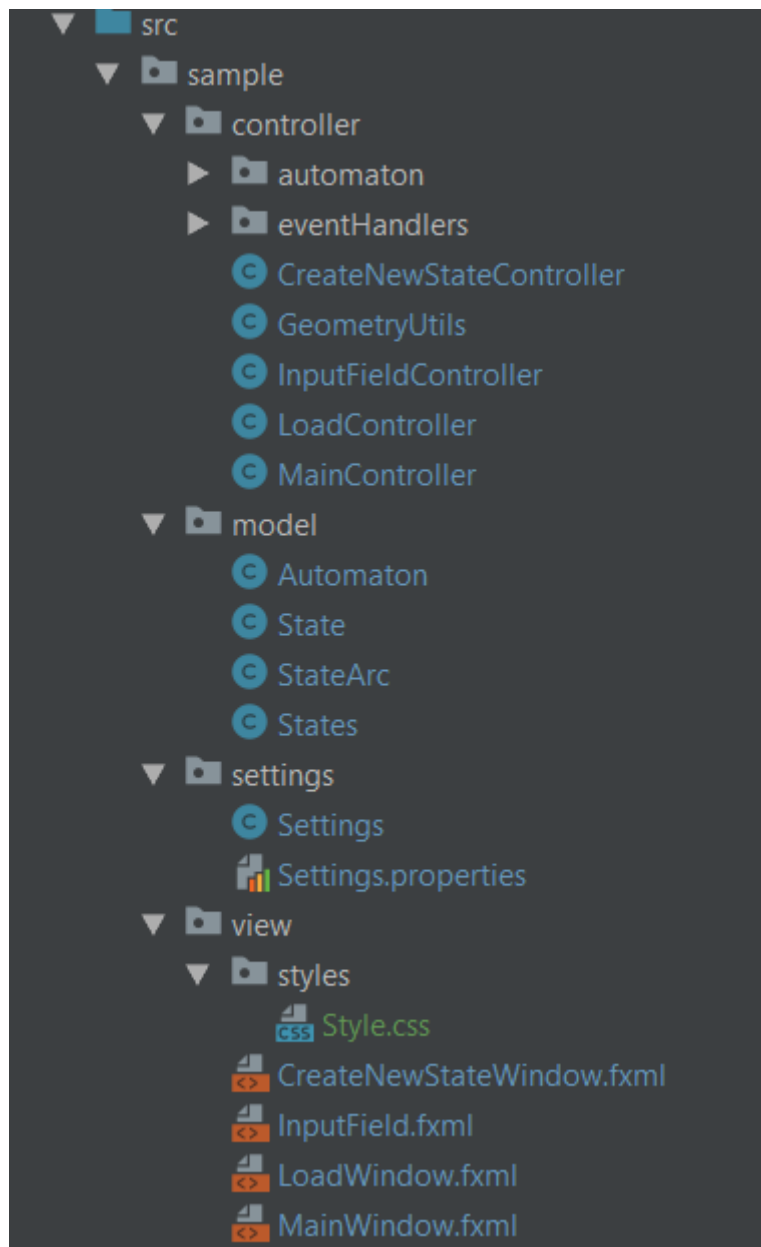 src
sample
controller
automaton
eventHandlers
C CreateNewStateController
C GeometryUtils
C InputFieldController
C LoadController
C MainController
model
C Automaton
C State
C StateArc
C States
settings
C Settings
Settings.properties
view
styles
CSS Style.css
<> CreateNewStateWindow.fxml
<> InputField.fxml
<> LoadWindow.fxml
<> MainWindow.fxml